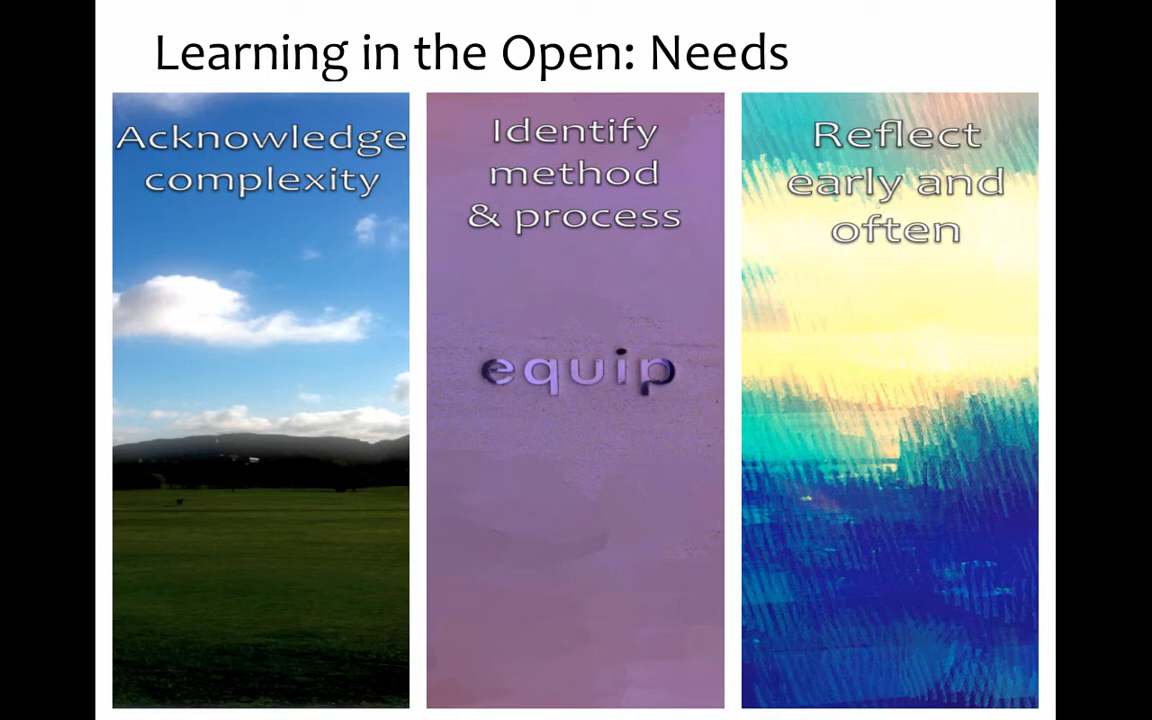 Learning in the Open: Needs
Acknowledge
complexity
Identify
method
& process
equip
Reflect
early and
often